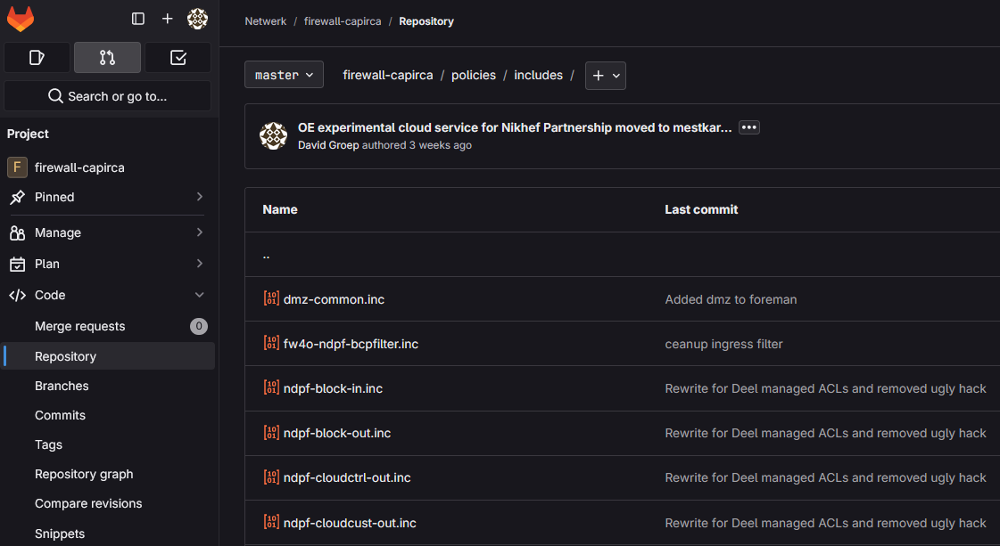 Netwerk / firewall-capirca / Repository
master
firewall-capirca / policies / includes /
Search or go to...
OE experimental cloud service for Nikhef Partnership moved to mestkar...
David Groep authored 3 weeks ago
Project
F firewall-capirca
Pinned
Manage
Plan
Code
Merge requests 0
Repository
Branches
Commits
Tags
Repository graph
Compare revisions
Snippets
Name Last commit
..
dmz-common.inc Added dmz to foreman
fw4o-ndpf-bcpfilter.inc ceanup ingress filter
ndpf-block-in.inc Rewrite for Deel managed ACLs and removed ugly hack
ndpf-block-out.inc Rewrite for Deel managed ACLs and removed ugly hack
ndpf-cloudctrl-out.inc Rewrite for Deel managed ACLs and removed ugly hack
ndpf-cloudcust-out.inc Rewrite for Deel managed ACLs and removed ugly hack